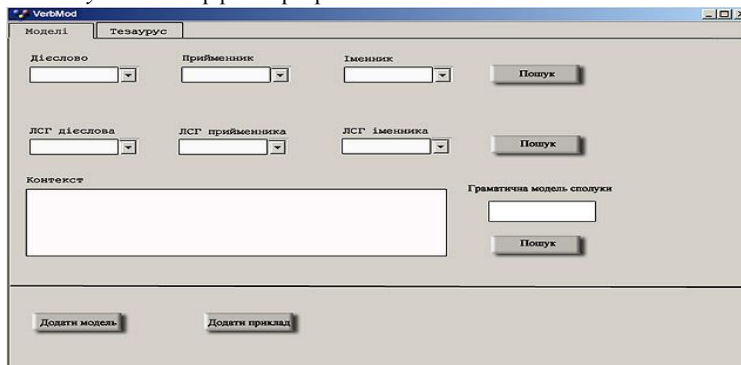 VerbMod
Моделі Тезаурус
Дієслово Прийменник Іменник
Пошук
ЛСГ дієслова ЛСГ прийменника ЛСГ іменника
Пошук
Контекст
Граматична модель сполуки
Пошук
Додати модель Додати приклад